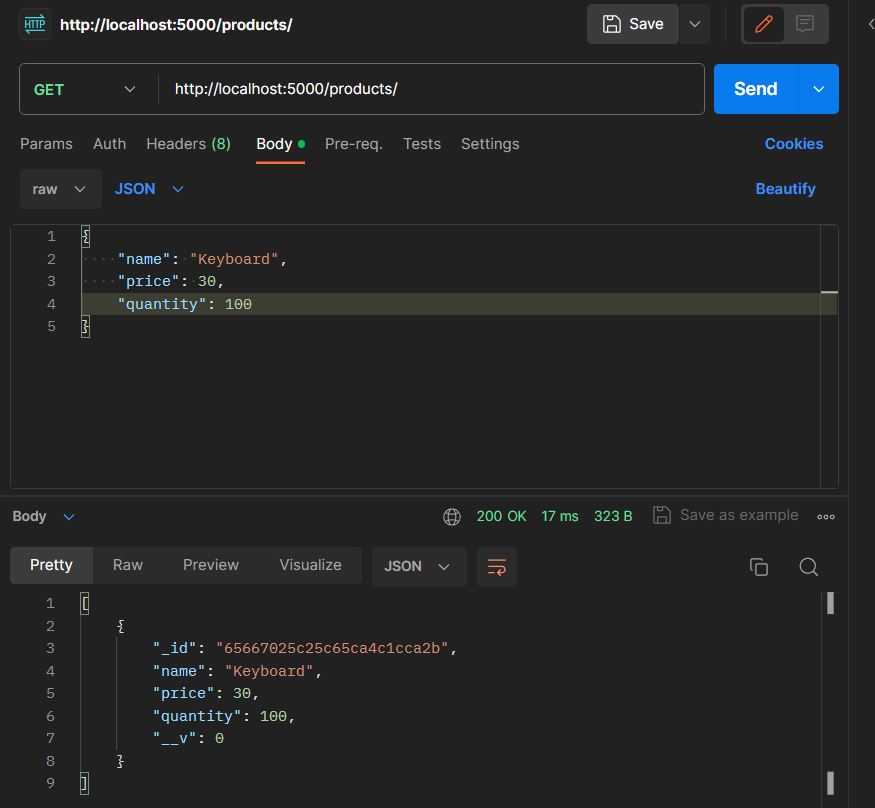 HTTP http://localhost:5000/products/ Save
GET http://localhost:5000/products/ Send
Params Auth Headers (8) Body Pre-req. Tests Settings Cookies
raw JSON Beautify
1 {
2 "name": "Keyboard",
3 "price": 30,
4 "quantity": 100
5 }
Body 200 OK 17 ms 323 B Save as example
Pretty Raw Preview Visualize JSON
1 [
2 {
3 "_id": "65667025c25c65ca4c1cca2b",
4 "name": "Keyboard",
5 "price": 30,
6 "quantity": 100,
7 "__v": 0
8 }
9 ]